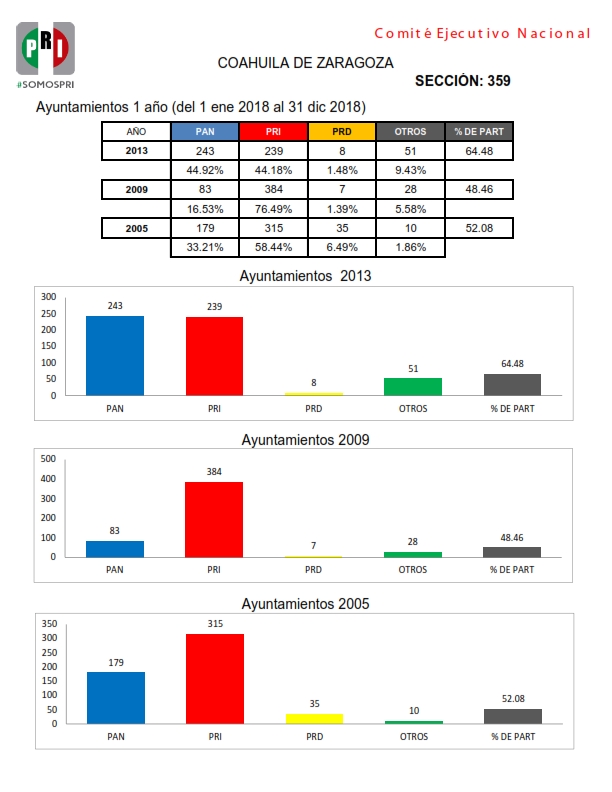 Comité Ejecutivo Nacional
PRI
#SOMOSPRI
COAHUILA DE ZARAGOZA
SECCIÓN: 359
Ayuntamientos 1 año (del 1 ene 2018 al 31 dic 2018)
AÑO PAN PRI PRD OTROS % DE PART
2013 243 239 8 51 64.48
44.92% 44.18% 1.48% 9.43%
2009 83 384 7 28 48.46
16.53% 76.49% 1.39% 5.58%
2005 179 315 35 10 52.08
33.21% 58.44% 6.49% 1.86%
Ayuntamientos 2013
300
250
200
150
100
50
0
243 239 8 51 64.48
PAN PRI PRD OTROS % DE PART
Ayuntamientos 2009
500
400
300
200
100
0
83 384 7 28 48.46
PAN PRI PRD OTROS % DE PART
Ayuntamientos 2005
350
300
250
200
150
100
50
0
179 315 35 10 52.08
PAN PRI PRD OTROS % DE PART